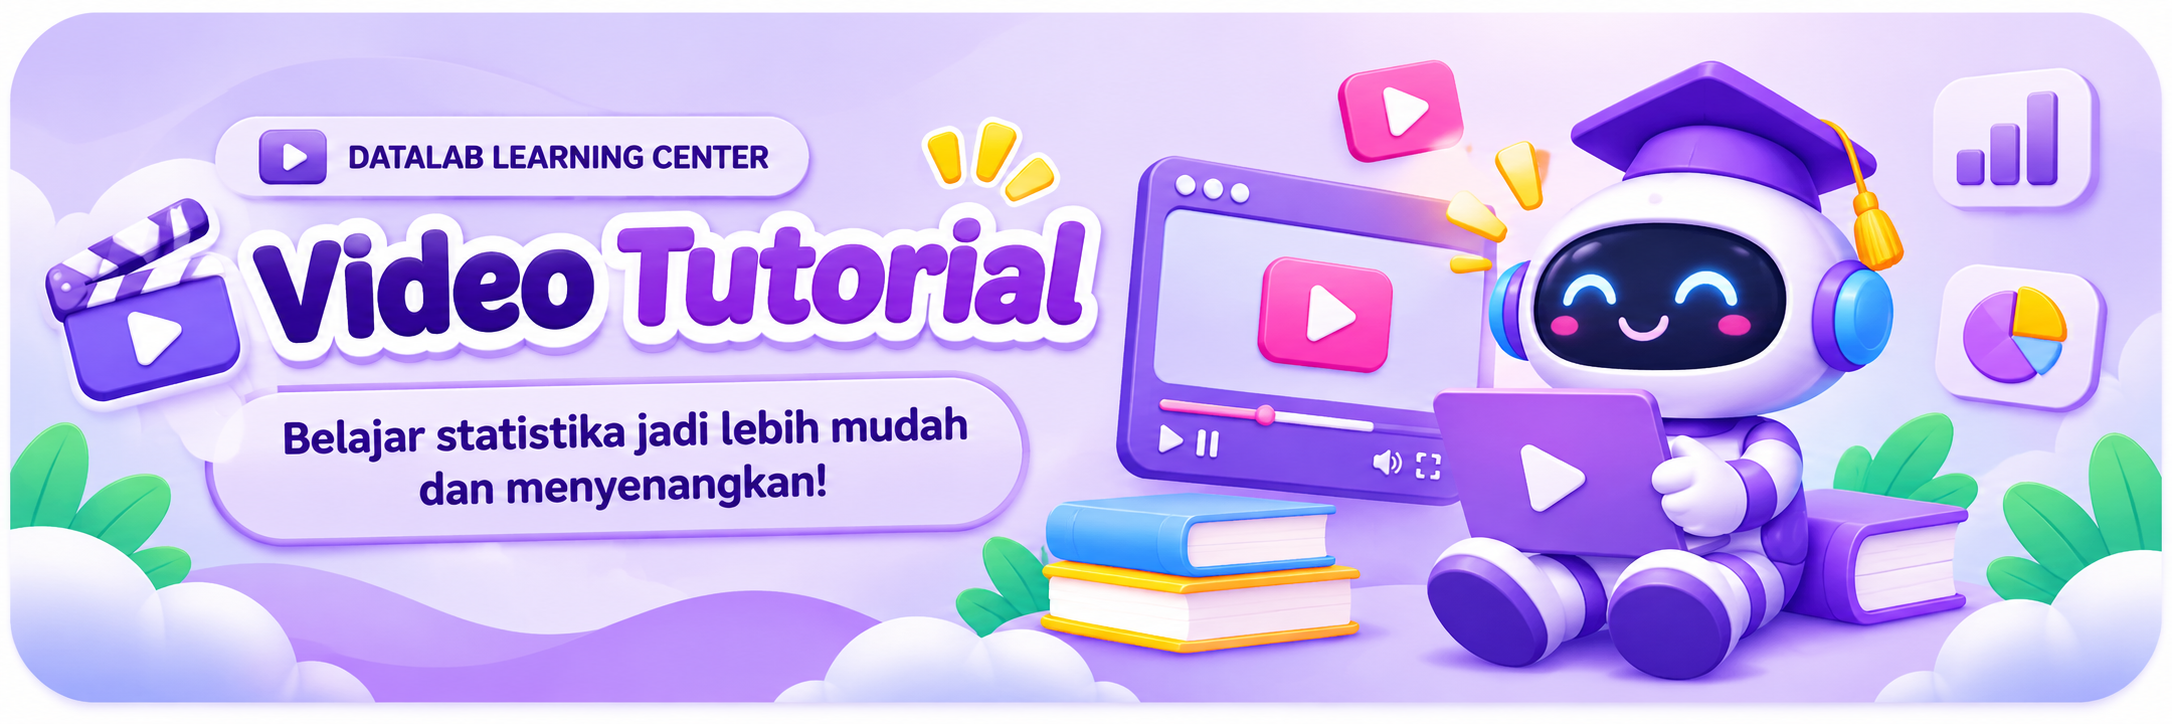 DATALAB LEARNING CENTER
Video Tutorial
Belajar statistika jadi lebih mudah
dan menyenangkan!